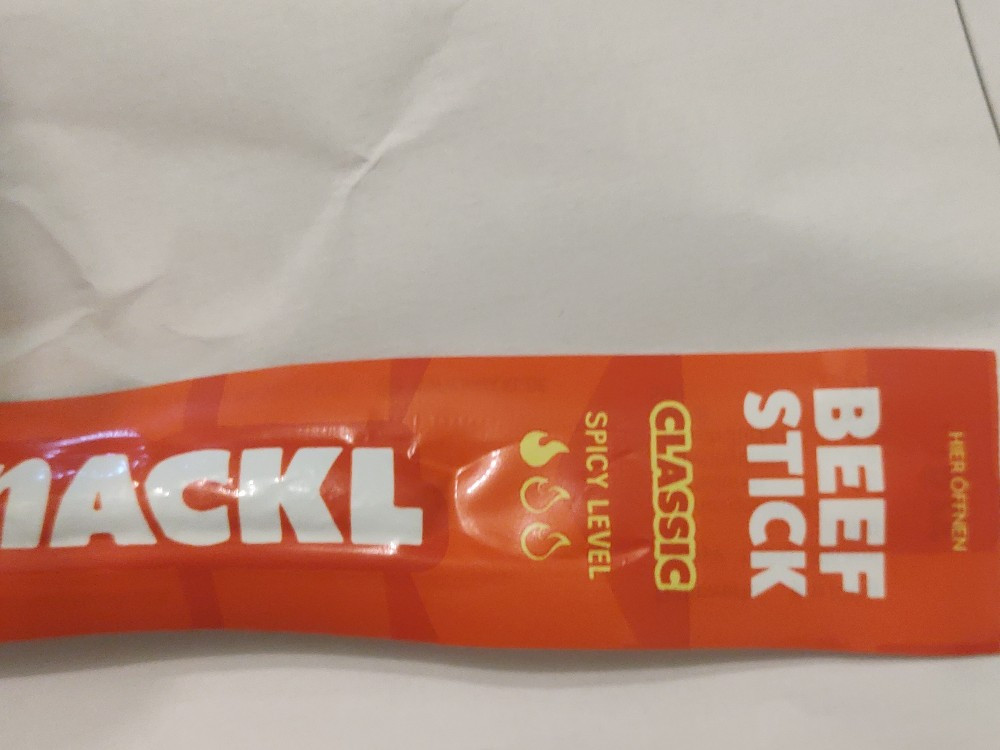 HIER ÖFFNEN
BEEF
STICK
CLASSIC
SPICY LEVEL
NACKL